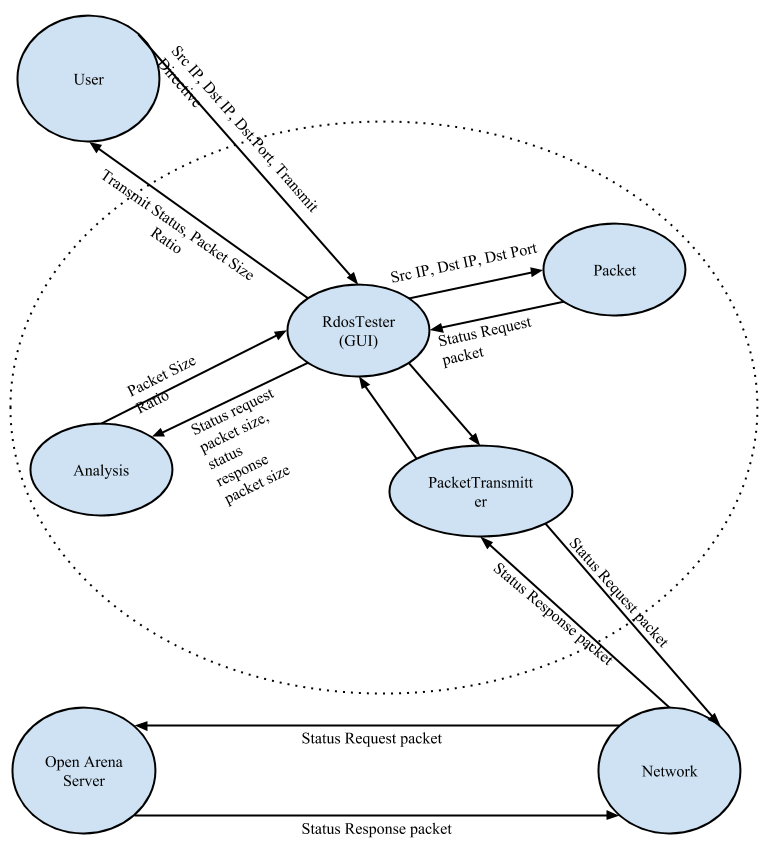 User
Src IP, Dst IP, Dst Port, Transmit
Directive
Transmit Status, Packet Size
Ratio
Src IP, Dst IP, Dst Port
Packet
RdosTester
(GUI)
Status Request
packet
Packet Size
Ratio
Status request
packet size,
status
response
packet size
Analysis
PacketTransmitt
er
Status Request packet
Status Response packet
Status Request packet
Open Arena
Server
Network
Status Response packet